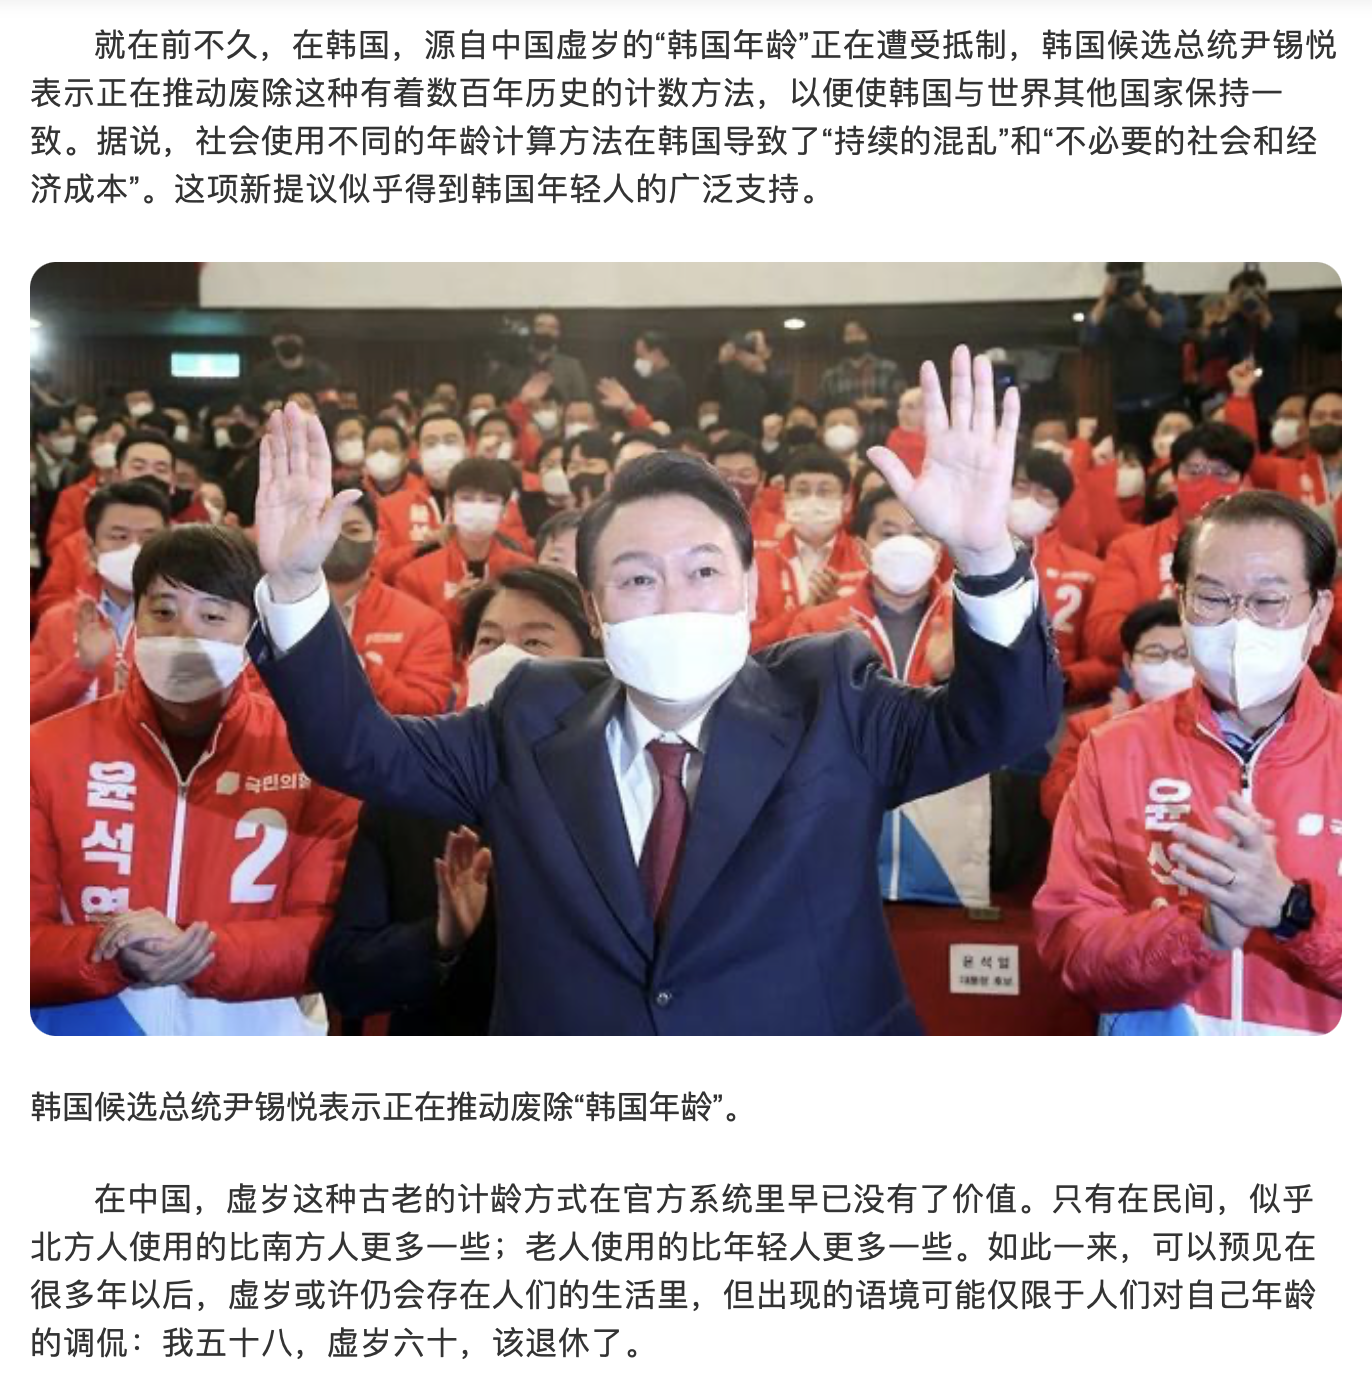 就在前不久，在韩国，源自中国虚岁的“韩国年龄”正在遭受抵制，韩国候选总统尹锡悦
表示正在推动废除这种有着数百年历史的计数方法，以便使韩国与世界其他国家保持一
致。据说，社会使用不同的年龄计算方法在韩国导致了“持续的混乱”和“不必要的社会和经
济成本”。这项新提议似乎得到韩国年轻人的广泛支持。
윤
석
열
국민의힘
2
2
윤
석
윤석열
대통령 후보
韩国候选总统尹锡悦表示正在推动废除“韩国年龄”。
在中国，虚岁这种古老的计龄方式在官方系统里早已没有了价值。只有在民间，似乎
北方人使用的比南方人更多一些；老人使用的比年轻人更多一些。如此一来，可以预见在
很多年以后，虚岁或许仍会存在人们的生活里，但出现的语境可能仅限于人们对自己年龄
的调侃：我五十八，虚岁六十，该退休了。